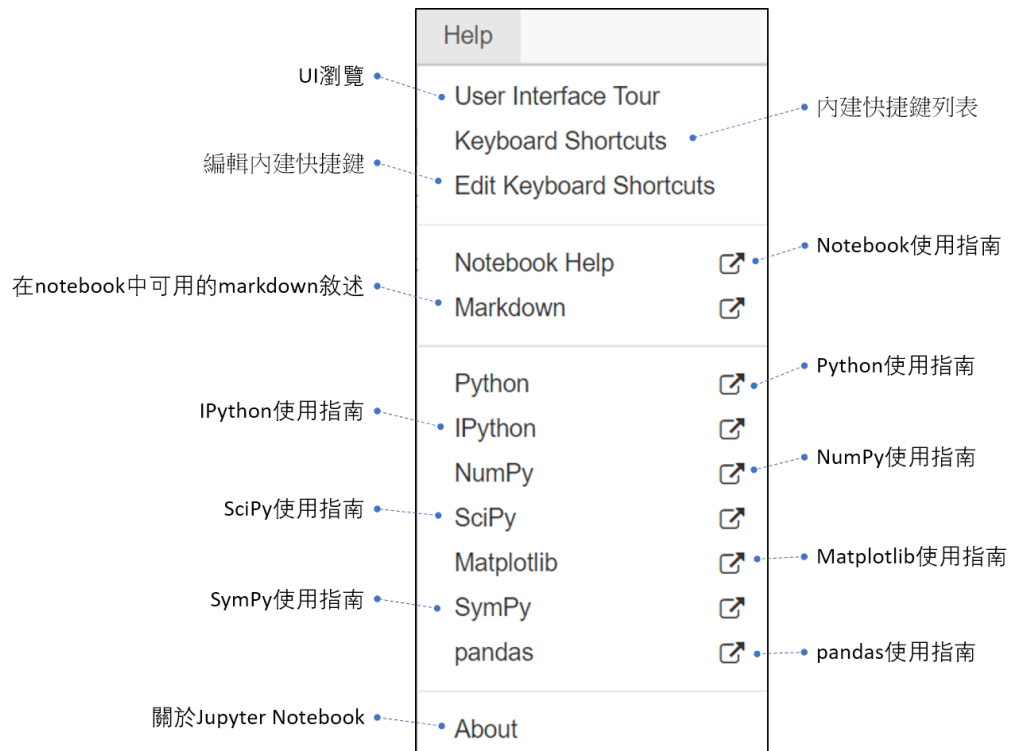 Help
UI瀏覽
User Interface Tour
內建快捷鍵列表
Keyboard Shortcuts
編輯內建快捷鍵
Edit Keyboard Shortcuts
Notebook使用指南
Notebook Help
在notebook中可用的markdown敘述
Markdown
Python使用指南
Python
IPython使用指南
IPython
NumPy使用指南
NumPy
SciPy使用指南
SciPy
Matplotlib使用指南
Matplotlib
SymPy使用指南
SymPy
pandas使用指南
pandas
關於Jupyter Notebook
About